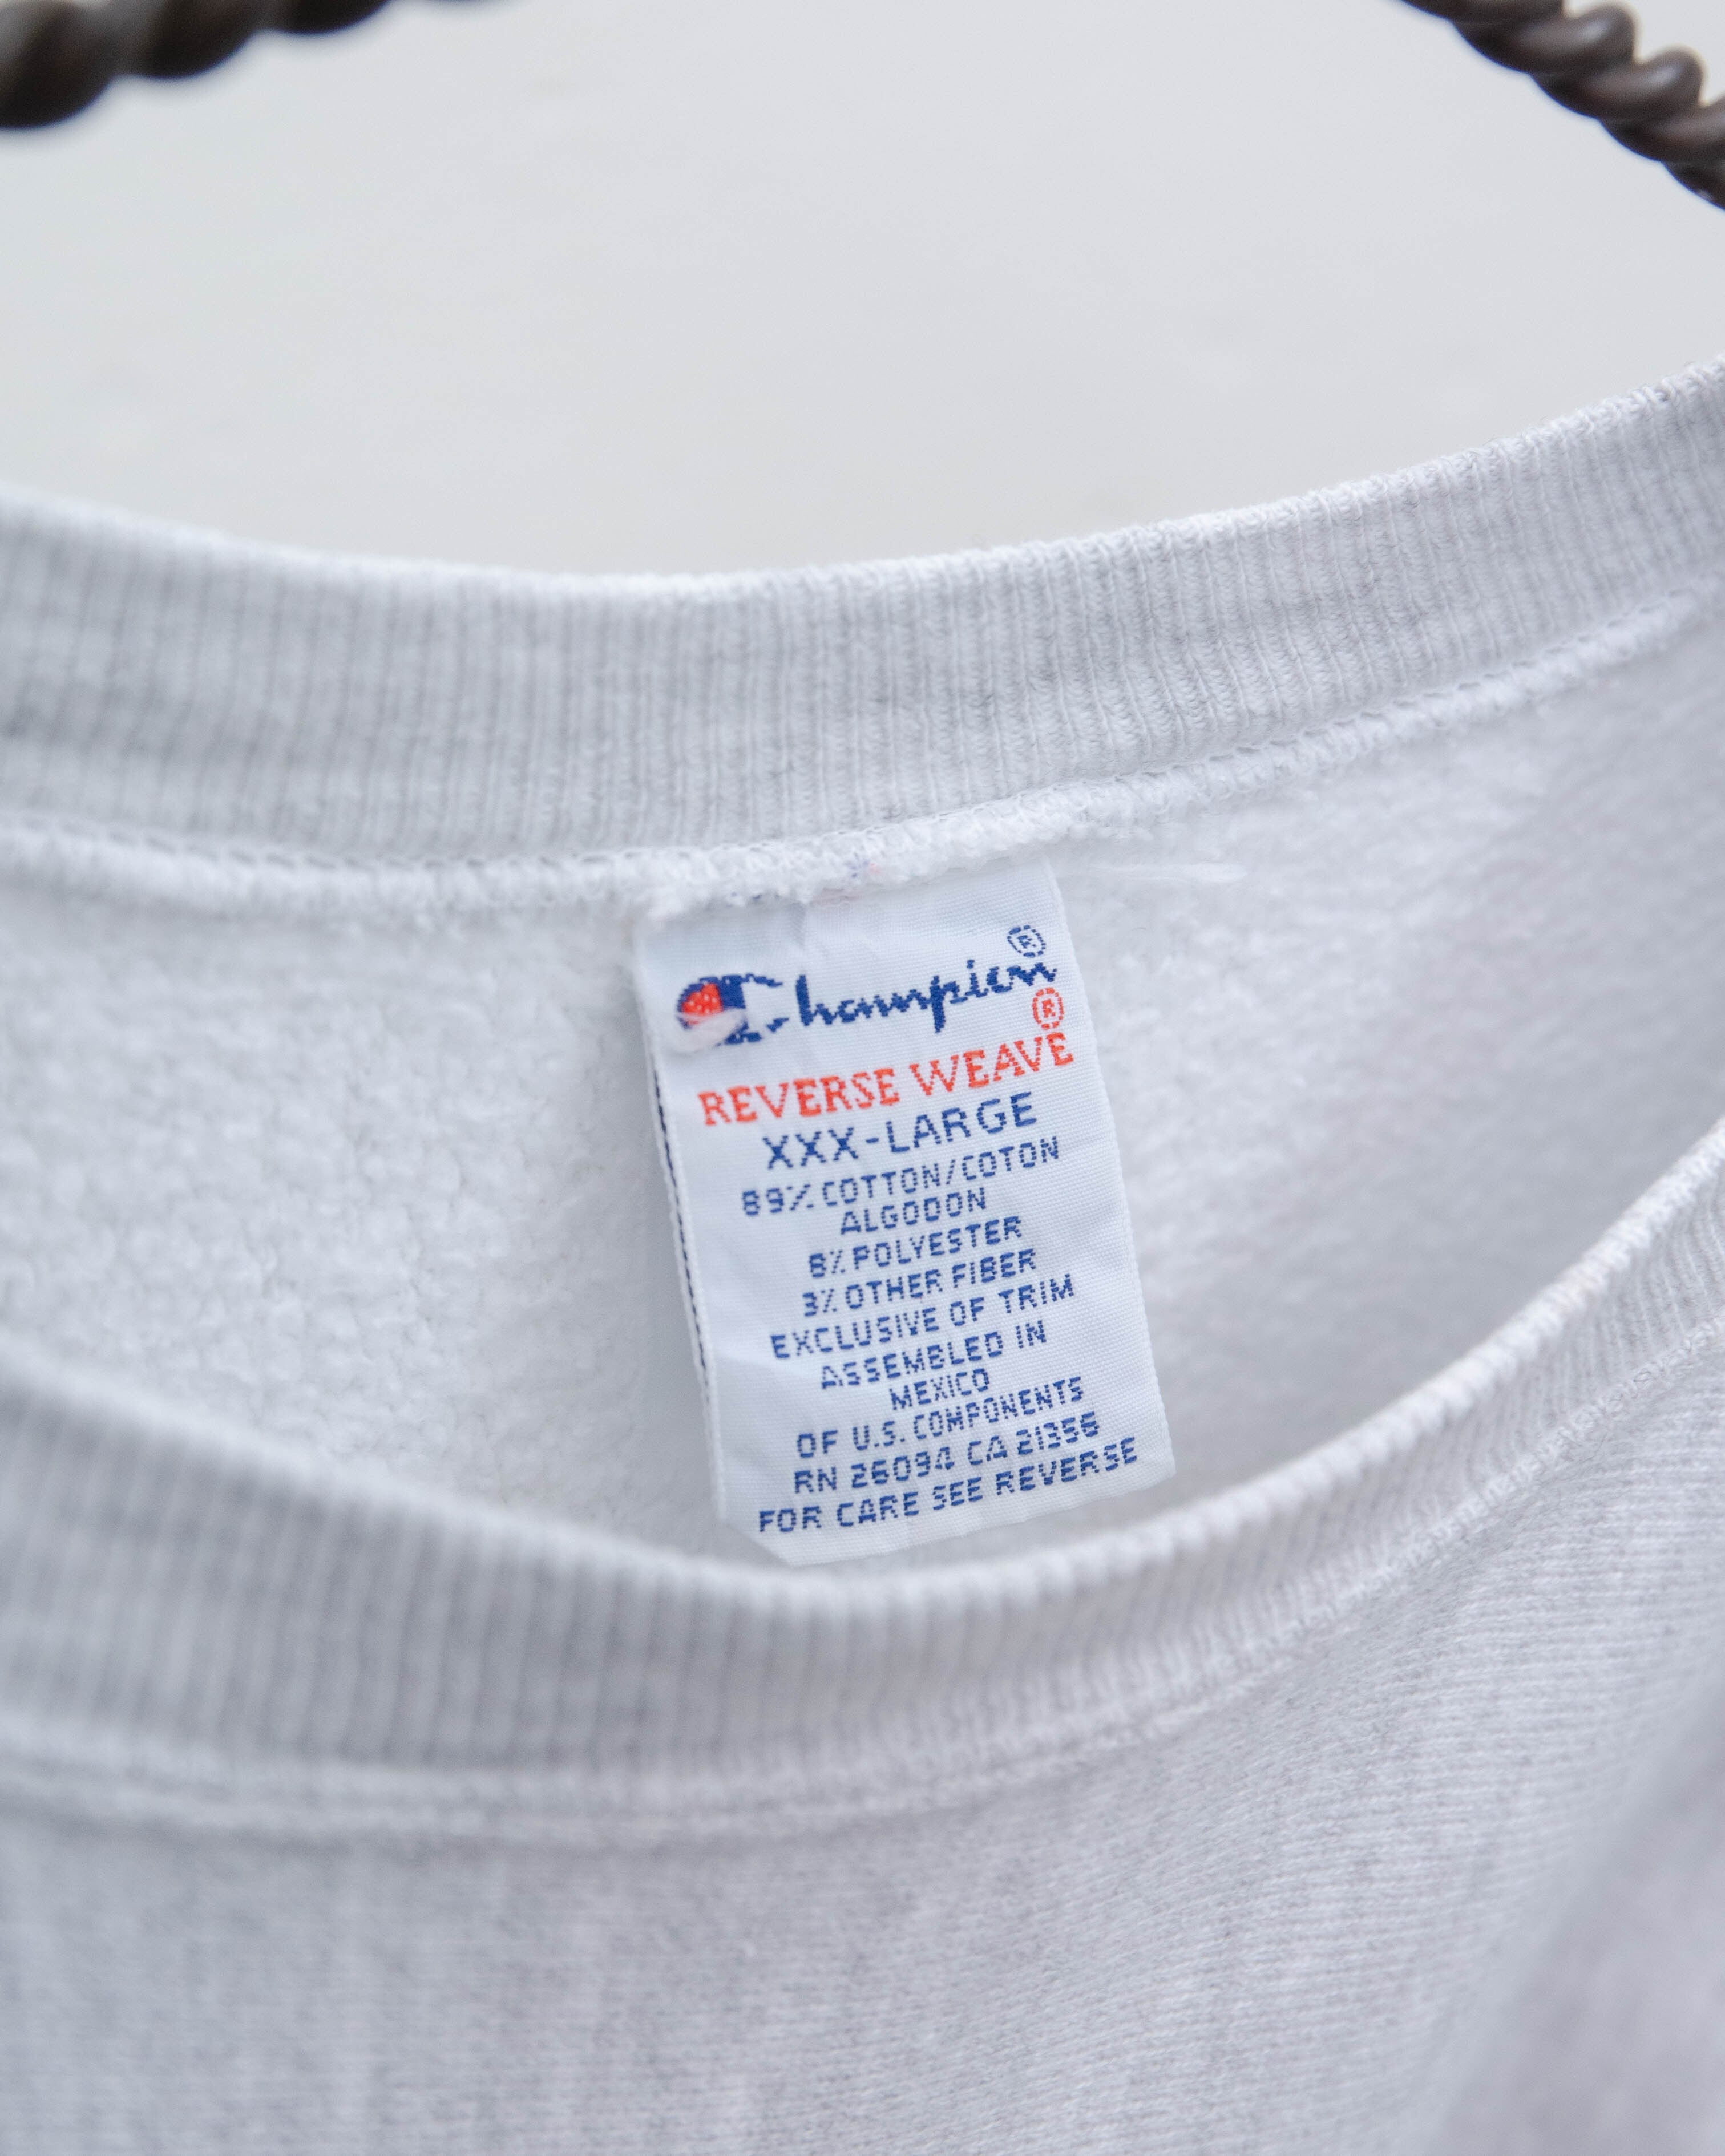 Champion®
REVERSE WEAVE®
XXX-LARGE
89% COTTON/COTON
ALGODON
8% POLYESTER
3% OTHER FIBER
EXCLUSIVE OF TRIM
ASSEMBLED IN
MEXICO
OF U.S. COMPONENTS
RN 26094 CA 21356
FOR CARE SEE REVERSE